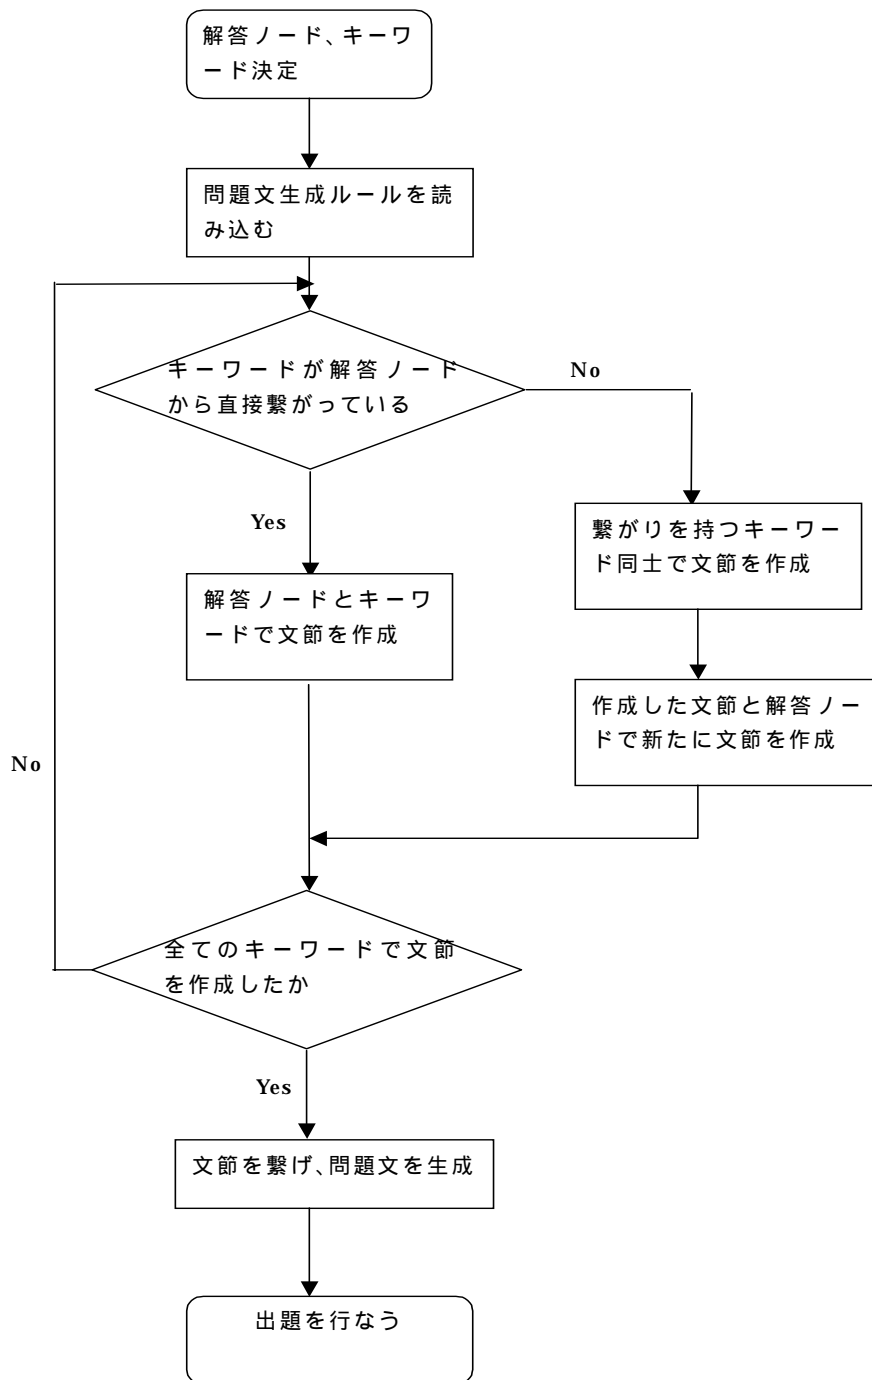 解答ノード、キーワ
ード決定
問題文生成ルールを読
み込む
キーワードが解答ノード
から直接繋がっている
No
Yes
繋がりを持つキーワー
ド同士で文節を作成
解答ノードとキーワ
ードで文節を作成
作成した文節と解答ノー
ドで新たに文節を作成
No
全てのキーワードで文節
を作成したか
Yes
文節を繋げ、問題文を生成
出題を行なう